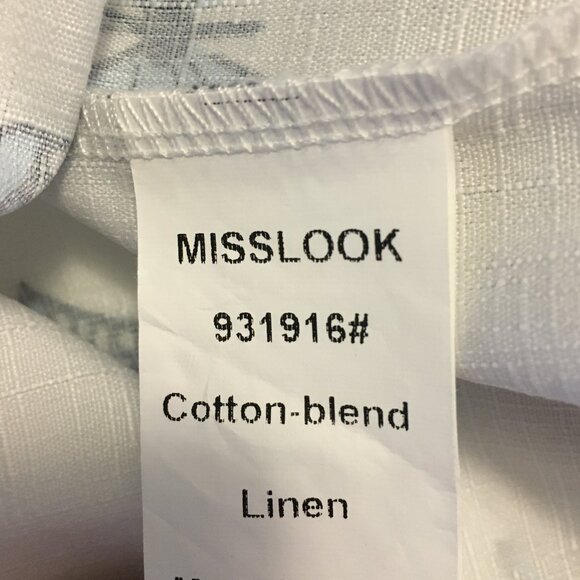 MISSLOOK
931916#
Cotton-blend
Linen